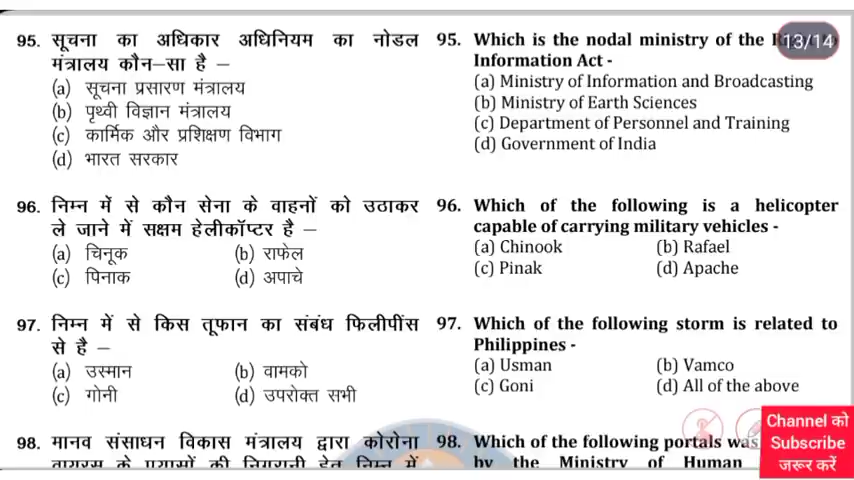 95. सूचना का अधिकार अधिनियम का नोडल
मंत्रालय कौन–सा है –
(a) सूचना प्रसारण मंत्रालय
(b) पृथ्वी विज्ञान मंत्रालय
(c) कार्मिक और प्रशिक्षण विभाग
(d) भारत सरकार
96. निम्न में से कौन सेना के वाहनों को उठाकर
ले जाने में सक्षम हेलीकॉप्टर है –
(a) चिनूक (b) राफेल
(c) पिनाक (d) अपाचे
97. निम्न में से किस तूफान का संबंध फिलीपींस
से है –
(a) उस्मान (b) वामको
(c) गोनी (d) उपरोक्त सभी
98. मानव संसाधन विकास मंत्रालय द्वारा कोरोना
वायरस के प्रयासों की निगरानी हेतु निम्न में
95. Which is the nodal ministry of the
Information Act -
(a) Ministry of Information and Broadcasting
(b) Ministry of Earth Sciences
(c) Department of Personnel and Training
(d) Government of India
96. Which of the following is a helicopter
capable of carrying military vehicles -
(a) Chinook (b) Rafael
(c) Pinak (d) Apache
97. Which of the following storm is related to
Philippines -
(a) Usman (b) Vamco
(c) Goni (d) All of the above
98. Which of the following portals was
by the Ministry of Human
13/14
Channel को
Subscribe
जरूर करें